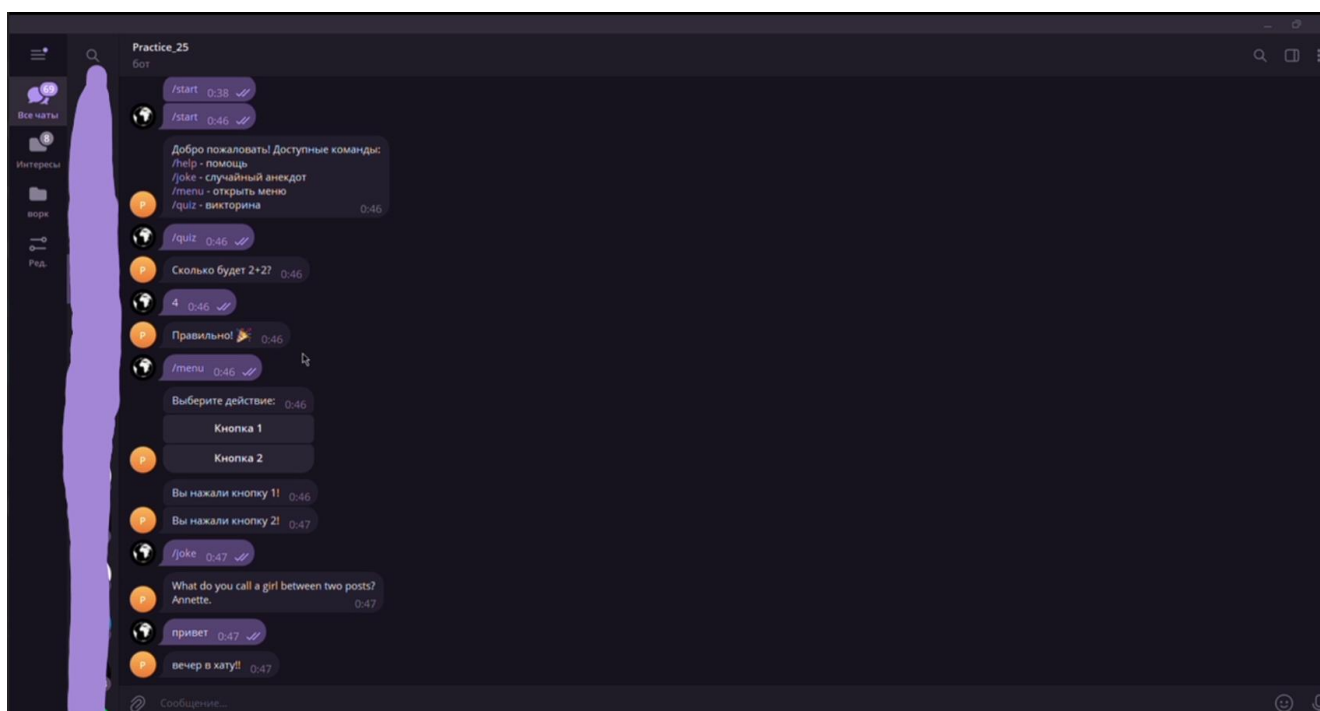 Practice_25
бот
/start 0:38
69
Все чаты
/start 0:46
8
Интересы
Добро пожаловать! Доступные команды:
/help - помощь
/joke - случайный анекдот
/menu - открыть меню
/quiz - викторина
0:46
P
ворк
/quiz 0:46
Ред.
P
Сколько будет 2+2? 0:46
4 0:46
P
Правильно! 🎉 0:46
/menu 0:46
Выберите действие: 0:46
Кнопка 1
Кнопка 2
P
Вы нажали кнопку 1! 0:46
P
Вы нажали кнопку 2! 0:47
/joke 0:47
What do you call a girl between two posts?
Annette.
0:47
P
привет 0:47
P
вечер в хату!! 0:47
Сообщение...